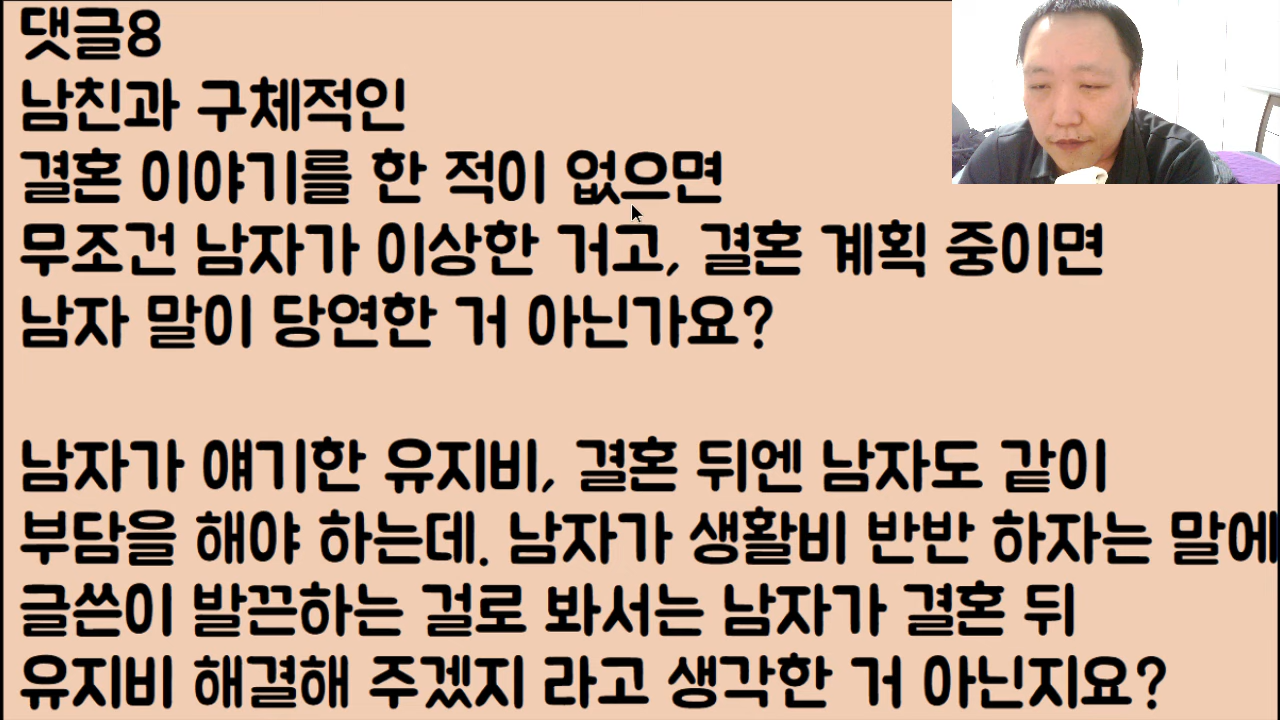 댓글8
남친과 구체적인
결혼 이야기를 한 적이 없으면
무조건 남자가 이상한 거고, 결혼 계획 중이면
남자 말이 당연한 거 아닌가요?
남자가 얘기한 유지비, 결혼 뒤엔 남자도 같이
부담을 해야 하는데. 남자가 생활비 반반 하자는 말에
글쓴이 발끈하는 걸로 봐서는 남자가 결혼 뒤
유지비 해결해 주겠지 라고 생각한 거 아닌지요?